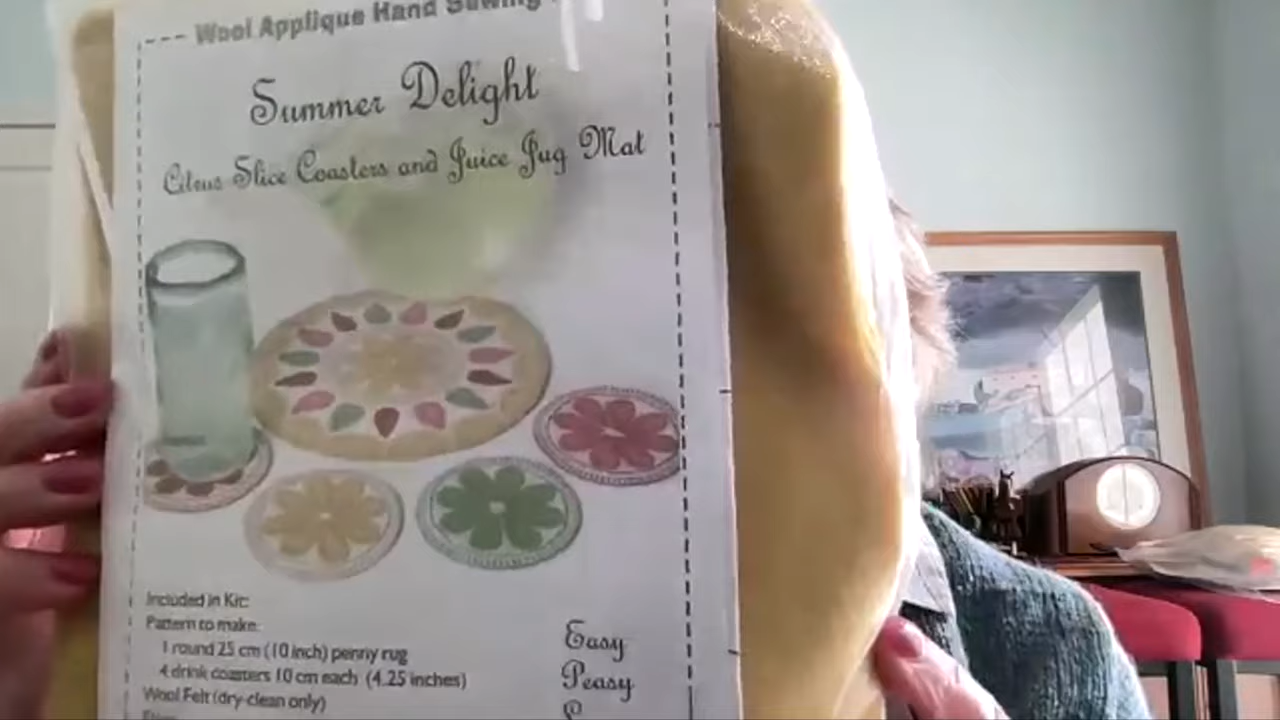 Wool Applique Hand Sewing
Summer Delight
Citrus Slice Coasters and Juice Jug Mat
Included in Kit:
Pattern to make:
1 round 25 cm (10 inch) penny rug
4 drink coasters 10 cm each (4.25 inches)
Wool Felt (dry-clean only)
Easy
Peasy